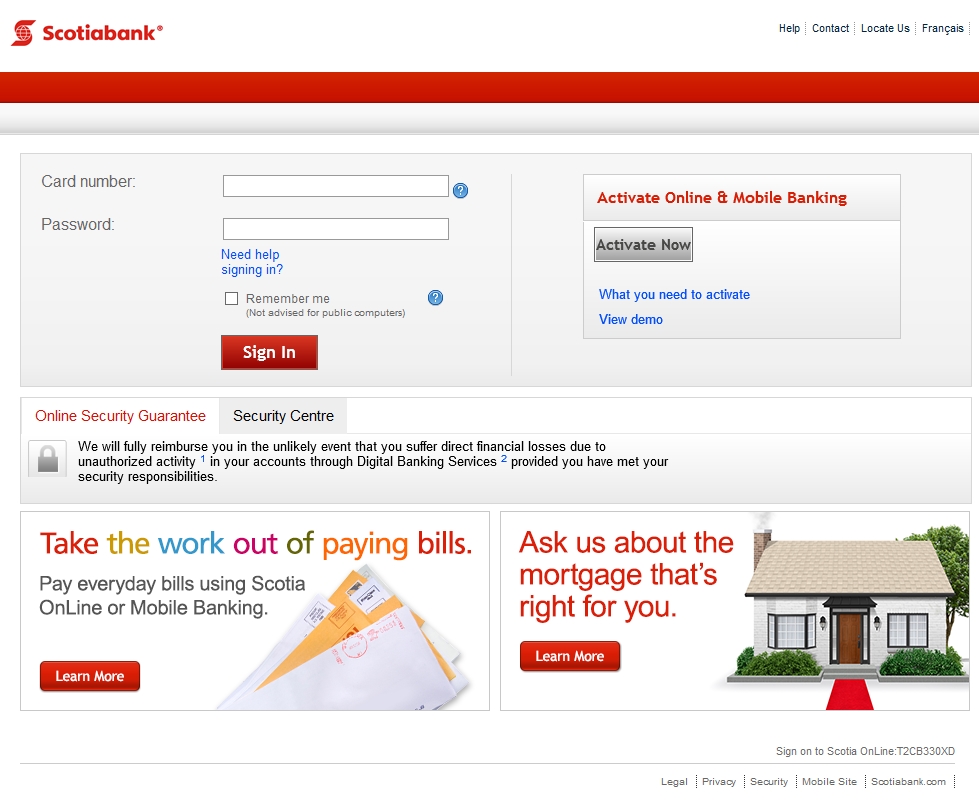 Scotiabank®
Help Contact Locate Us Français
Card number:
Password:
Need help
signing in?
Remember me
(Not advised for public computers)
Sign In
Activate Online & Mobile Banking
Activate Now
What you need to activate
View demo
Online Security Guarantee Security Centre
We will fully reimburse you in the unlikely event that you suffer direct financial losses due to
unauthorized activity 1 in your accounts through Digital Banking Services 2 provided you have met your
security responsibilities.
Take the work out of paying bills.
Pay everyday bills using Scotia
OnLine or Mobile Banking.
Learn More
Ask us about the
mortgage that's
right for you.
Learn More
Sign on to Scotia OnLine:T2CB330XD
Legal Privacy Security Mobile Site Scotiabank.com